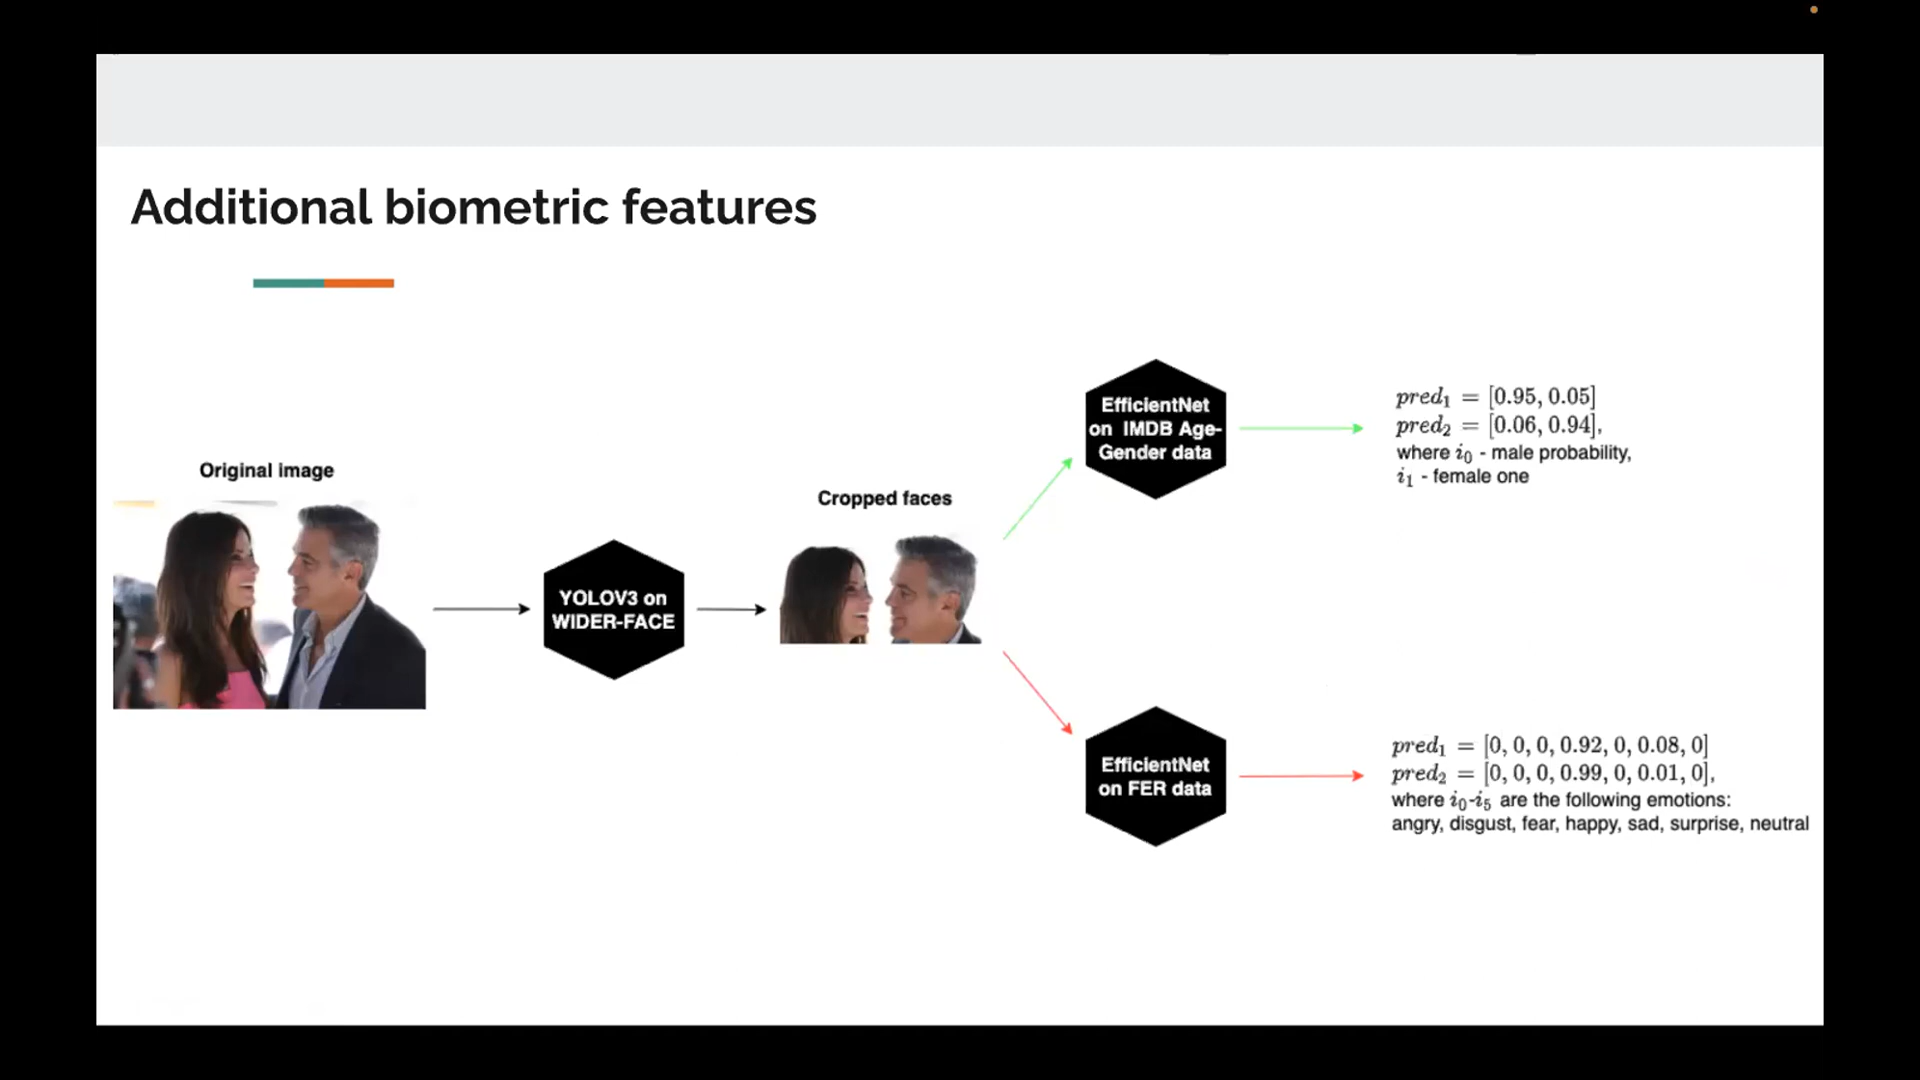 Additional biometric features
Original image
YOLOV3 on
WIDER-FACE
Cropped faces
EfficientNet
on IMDB Age-
Gender data
pred₁ = [0.95, 0.05]
pred₂ = [0.06, 0.94],
where i₀ - male probability,
i₁ - female one
EfficientNet
on FER data
pred₁ = [0, 0, 0, 0.92, 0, 0.08, 0]
pred₂ = [0, 0, 0, 0.99, 0, 0.01, 0],
where i₀-i₅ are the following emotions:
angry, disgust, fear, happy, sad, surprise, neutral